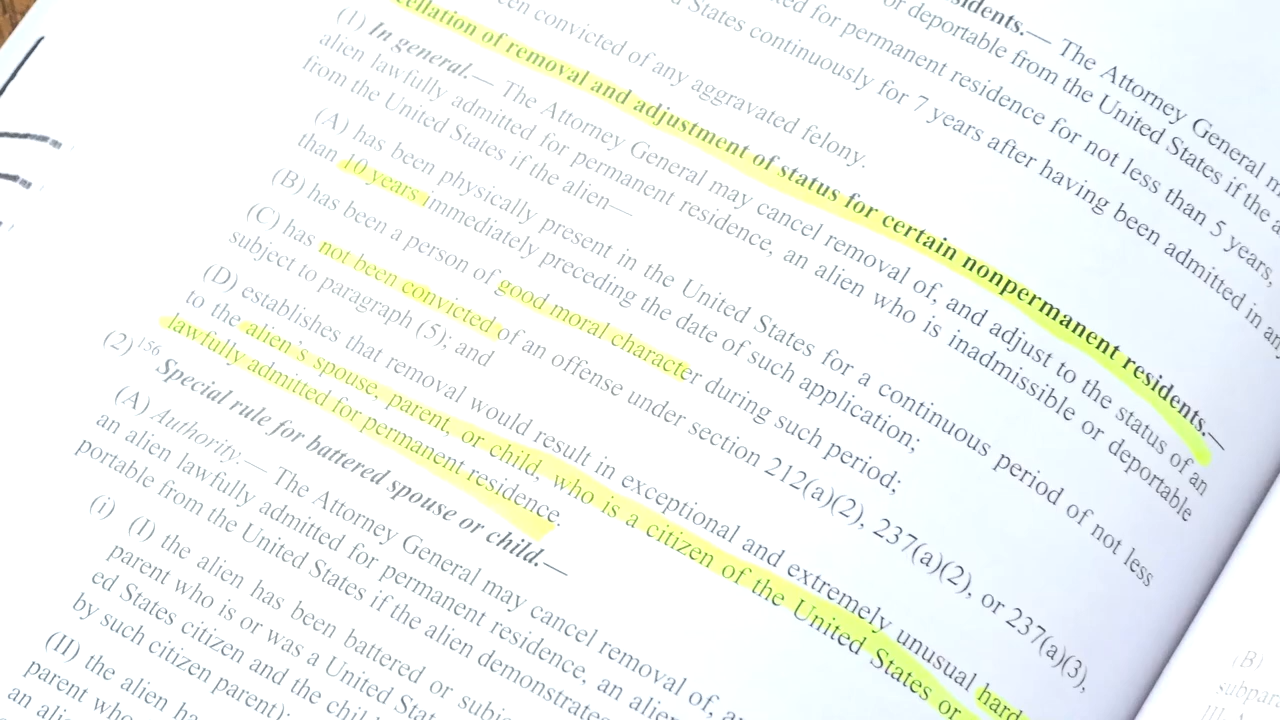 sidents.— The Attorney General
or deportable from the United States if the
ed for permanent residence for not less than 5 years,
States continuously for 7 years after having been admitted in
een convicted of any aggravated felony.
cellation of removal and adjustment of status for certain nonpermanent residents.—
(1) In general.— The Attorney General may cancel removal of, and adjust to the status of an
alien lawfully admitted for permanent residence, an alien who is inadmissible or deportable
from the United States if the alien—
(A) has been physically present in the United States for a continuous period of not less
than 10 years immediately preceding the date of such application;
(B) has been a person of good moral character during such period;
(C) has not been convicted of an offense under section 212(a)(2), 237(a)(2), or 237(a)(3),
subject to paragraph (5); and
(D) establishes that removal would result in exceptional and extremely unusual hard
to the alien's spouse, parent, or child, who is a citizen of the United States or
lawfully admitted for permanent residence.
(2)156 Special rule for battered spouse or child.—
(A) Authority.— The Attorney General may cancel removal of,
an alien lawfully admitted for permanent residence, an alien
portable from the United States if the alien demonstrates
(i) (I) the alien has been battered or subje
parent who is or was a United Stat
ed States citizen and the chil
by such citizen parent);
(II) the alien ha
parent who
an alie
(B)
subpara